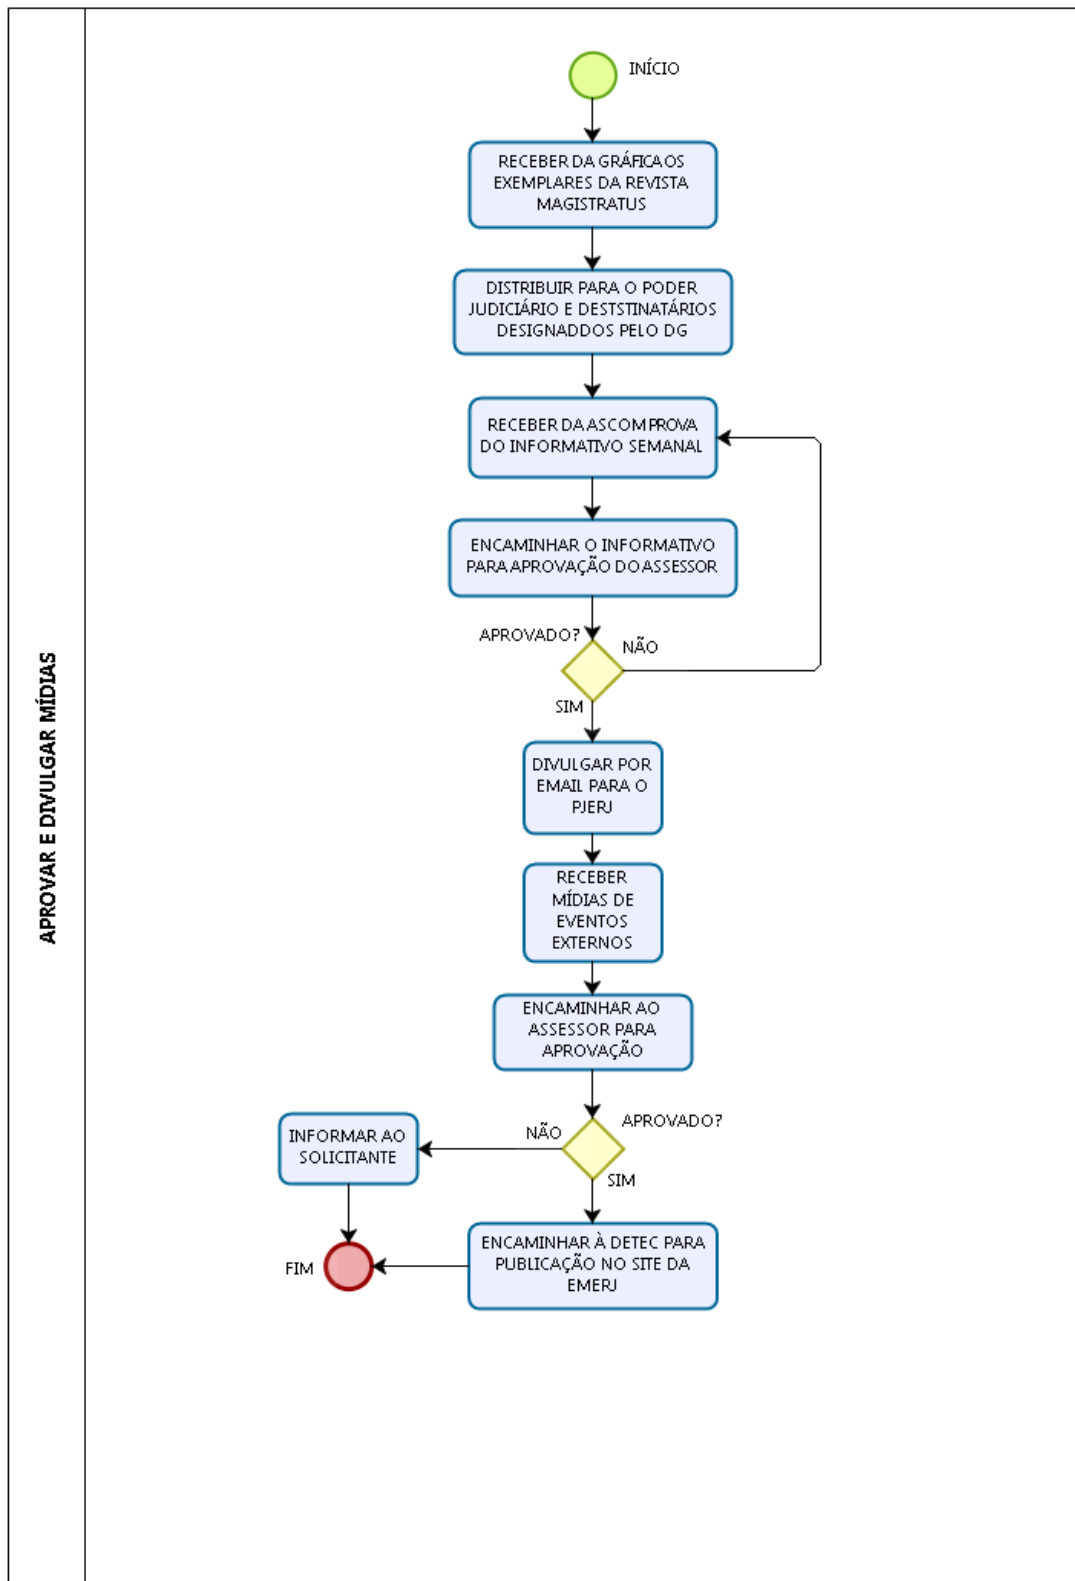 APROVAR E DIVULGAR MÍDIAS
INÍCIO
RECEBER DA GRÁFICA OS
EXEMPLARES DA REVISTA
MAGISTRATUS
DISTRIBUIR PARA O PODER
JUDICIÁRIO E DESTSTINATÁRIOS
DESIGNADDOS PELO DG
RECEBER DA ASCOM PROVA
DO INFORMATIVO SEMANAL
ENCAMINHAR O INFORMATIVO
PARA APROVAÇÃO DO ASSESSOR
APROVADO?
NÃO
SIM
DIVULGAR POR
EMAIL PARA O
PJERJ
RECEBER
MÍDIAS DE
EVENTOS
EXTERNOS
ENCAMINHAR AO
ASSESSOR PARA
APROVAÇÃO
APROVADO?
NÃO
INFORMAR AO
SOLICITANTE
SIM
ENCAMINHAR À DETEC PARA
PUBLICAÇÃO NO SITE DA
EMERJ
FIM